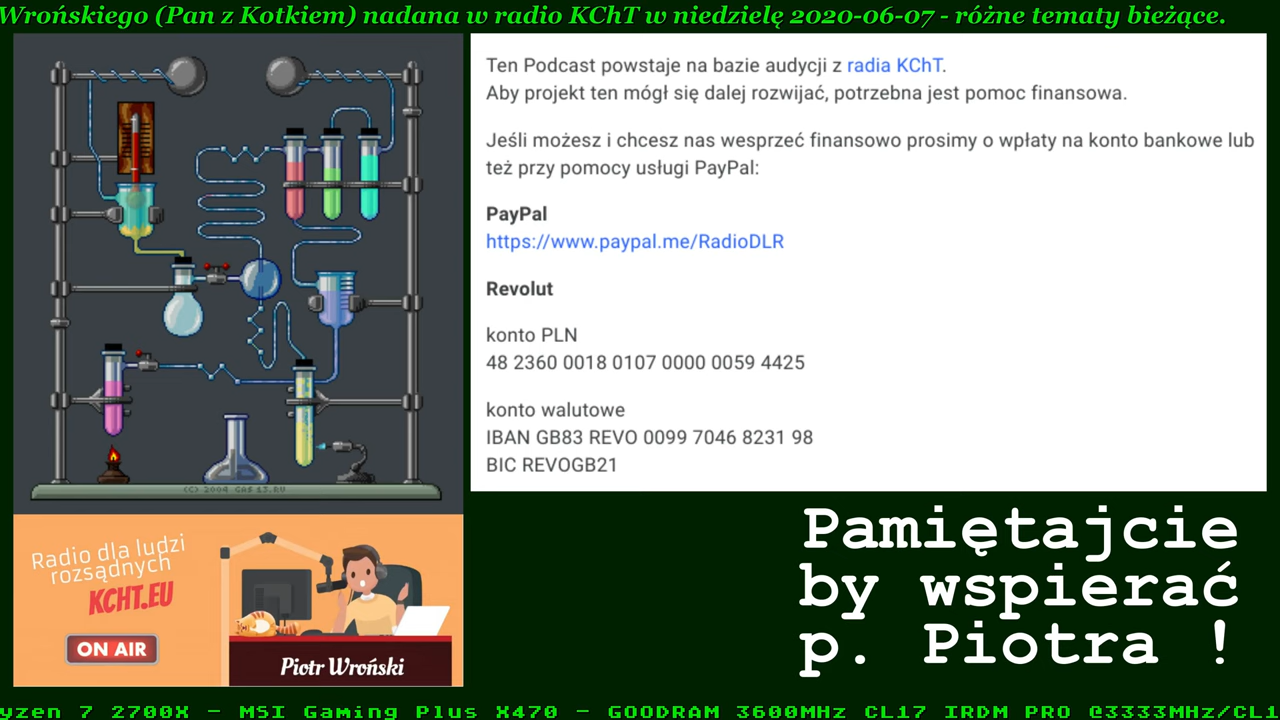 Wrońskiego (Pan z Kotkiem) nadana w radio KChT w niedzielę 2020-06-07 - różne tematy bieżące.
Ten Podcast powstaje na bazie audycji z radia KChT.
Aby projekt ten mógł się dalej rozwijać, potrzebna jest pomoc finansowa.
Jeśli możesz i chcesz nas wesprzeć finansowo prosimy o wpłaty na konto bankowe lub
też przy pomocy usługi PayPal:
PayPal
https://www.paypal.me/RadioDLR
Revolut
konto PLN
48 2360 0018 0107 0000 0059 4425
konto walutowe
IBAN GB83 REVO 0099 7046 8231 98
BIC REVOGB21
(C) 2004 GAS13.RU
Radio dla ludzi
rozsądnych
KCHT.EU
ON AIR
Piotr Wroński
Pamiętajcie
by wspierać
p. Piotra !
yzen 7 2700X - MSI Gaming Plus X470 - GOODRAM 3600MHz CL17 IRDM PRO @3333MHz/CL1